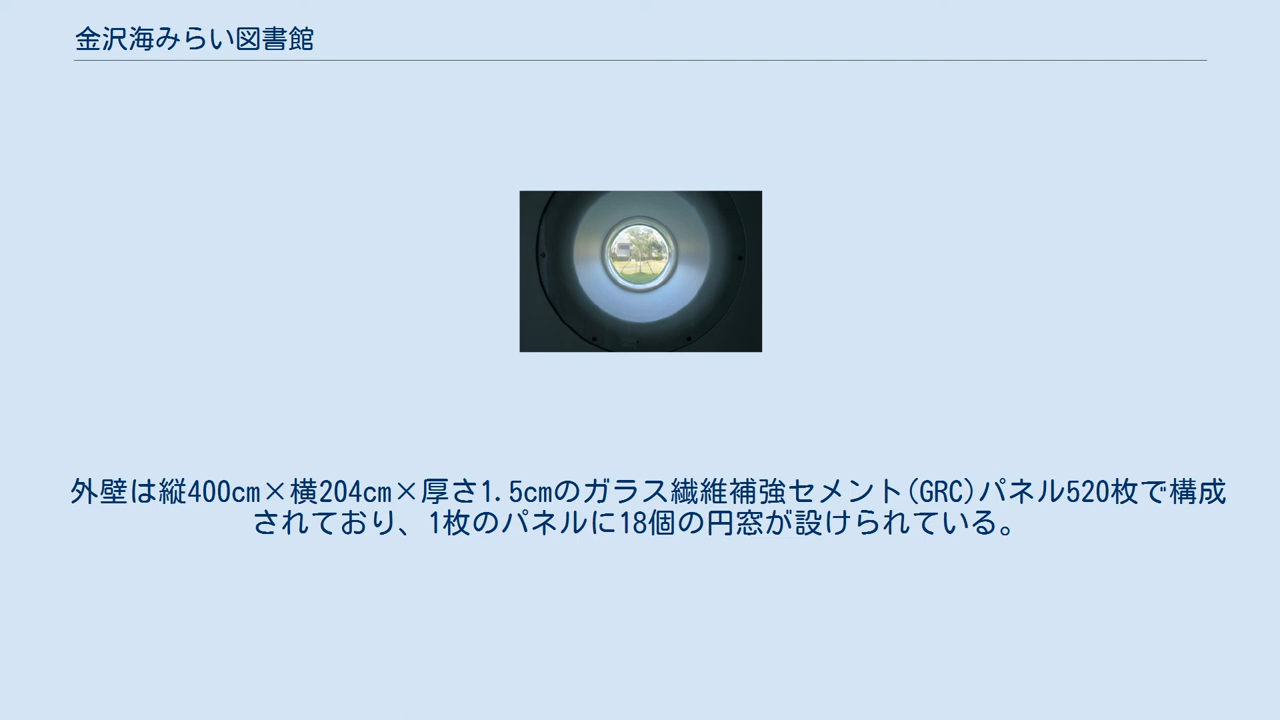 金沢海みらい図書館
外壁は縦400cm×横204cm×厚さ1.5cmのガラス繊維補強セメント(GRC)パネル520枚で構成
されており、1枚のパネルに18個の円窓が設けられている。